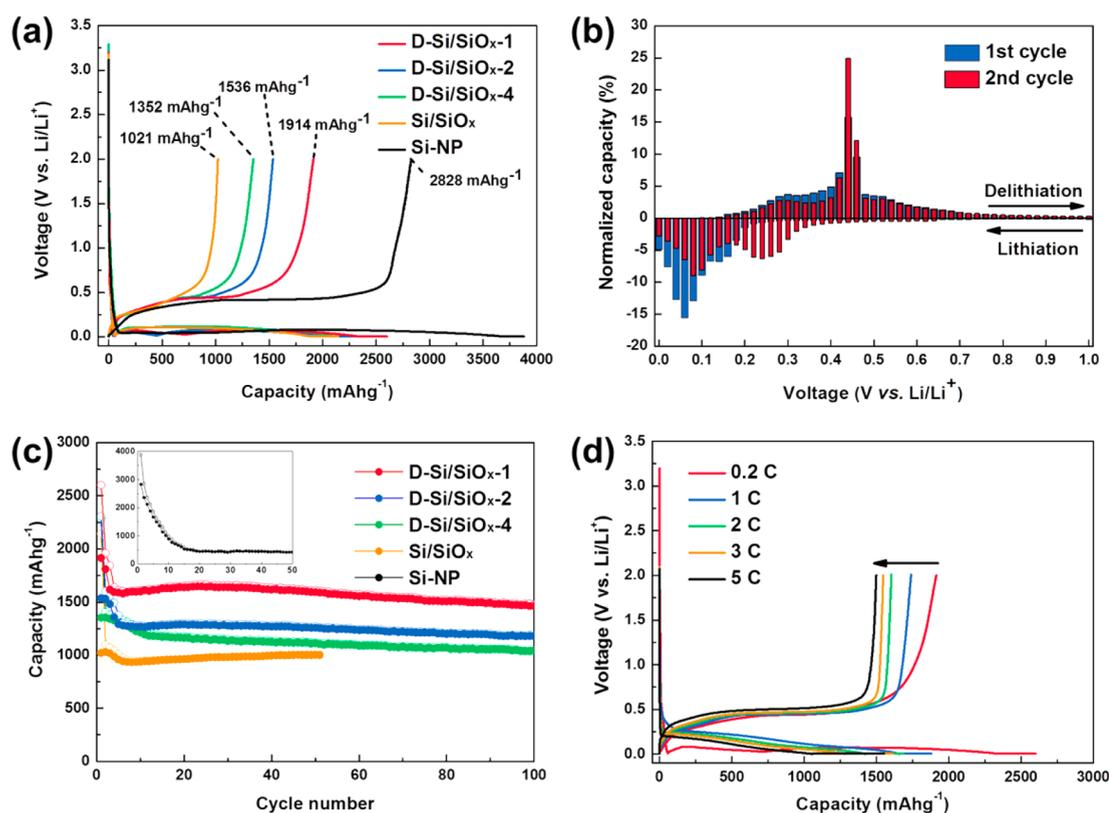 (a)
3.5
3.0
2.5
2.0
1.5
1.0
0.5
0.0
Voltage (V vs. Li/Li⁺)
D-Si/SiOₓ-1
D-Si/SiOₓ-2
D-Si/SiOₓ-4
Si/SiOₓ
Si-NP
1536 mAhg⁻¹
1352 mAhg⁻¹
1914 mAhg⁻¹
1021 mAhg⁻¹
2828 mAhg⁻¹
0 500 1000 1500 2000 2500 3000 3500 4000
Capacity (mAhg⁻¹)
(b)
30
25
20
15
10
5
0
-5
-10
-15
-20
Normalized capacity (%)
1st cycle
2nd cycle
Delithiation
Lithiation
0.0 0.1 0.2 0.3 0.4 0.5 0.6 0.7 0.8 0.9 1.0
Voltage (V vs. Li/Li⁺)
(c)
3000
2500
2000
1500
1000
500
0
Capacity (mAhg⁻¹)
4000
3000
2000
1000
0
0 10 20 30 40 50
D-Si/SiOₓ-1
D-Si/SiOₓ-2
D-Si/SiOₓ-4
Si/SiOₓ
Si-NP
0 20 40 60 80 100
Cycle number
(d)
3.5
3.0
2.5
2.0
1.5
1.0
0.5
0.0
Voltage (V vs. Li/Li⁺)
0.2 C
1 C
2 C
3 C
5 C
0 500 1000 1500 2000 2500 3000
Capacity (mAhg⁻¹)